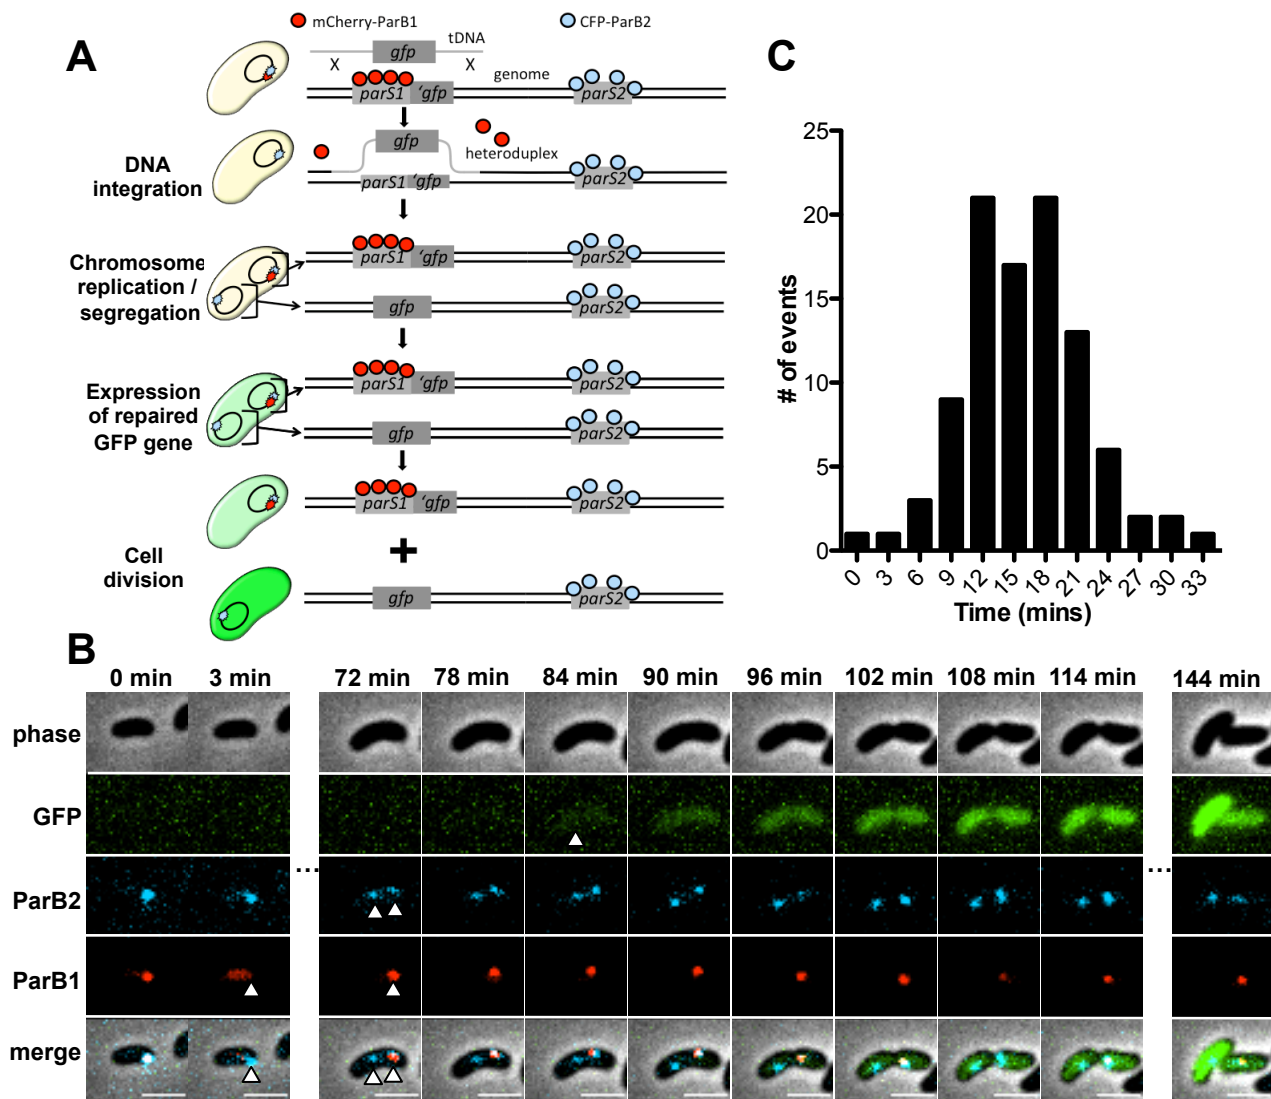 A
mCherry-ParB1
CFP-ParB2
gfp
tDNA
X
X
genome
parS1
‘gfp
parS2
DNA
integration
gfp
heteroduplex
parS1
‘gfp
parS2
Chromosome
replication /
segregation
parS1
‘gfp
parS2
gfp
parS2
Expression
of repaired
GFP gene
parS1
‘gfp
parS2
gfp
parS2
parS1
‘gfp
parS2
Cell
division
+
gfp
parS2
C
# of events
25
20
15
10
5
0
0 3 6 9 12 15 18 21 24 27 30 33
Time (mins)
B
0 min 3 min 72 min 78 min 84 min 90 min 96 min 102 min 108 min 114 min 144 min
phase
GFP
... ...
ParB2
ParB1
merge